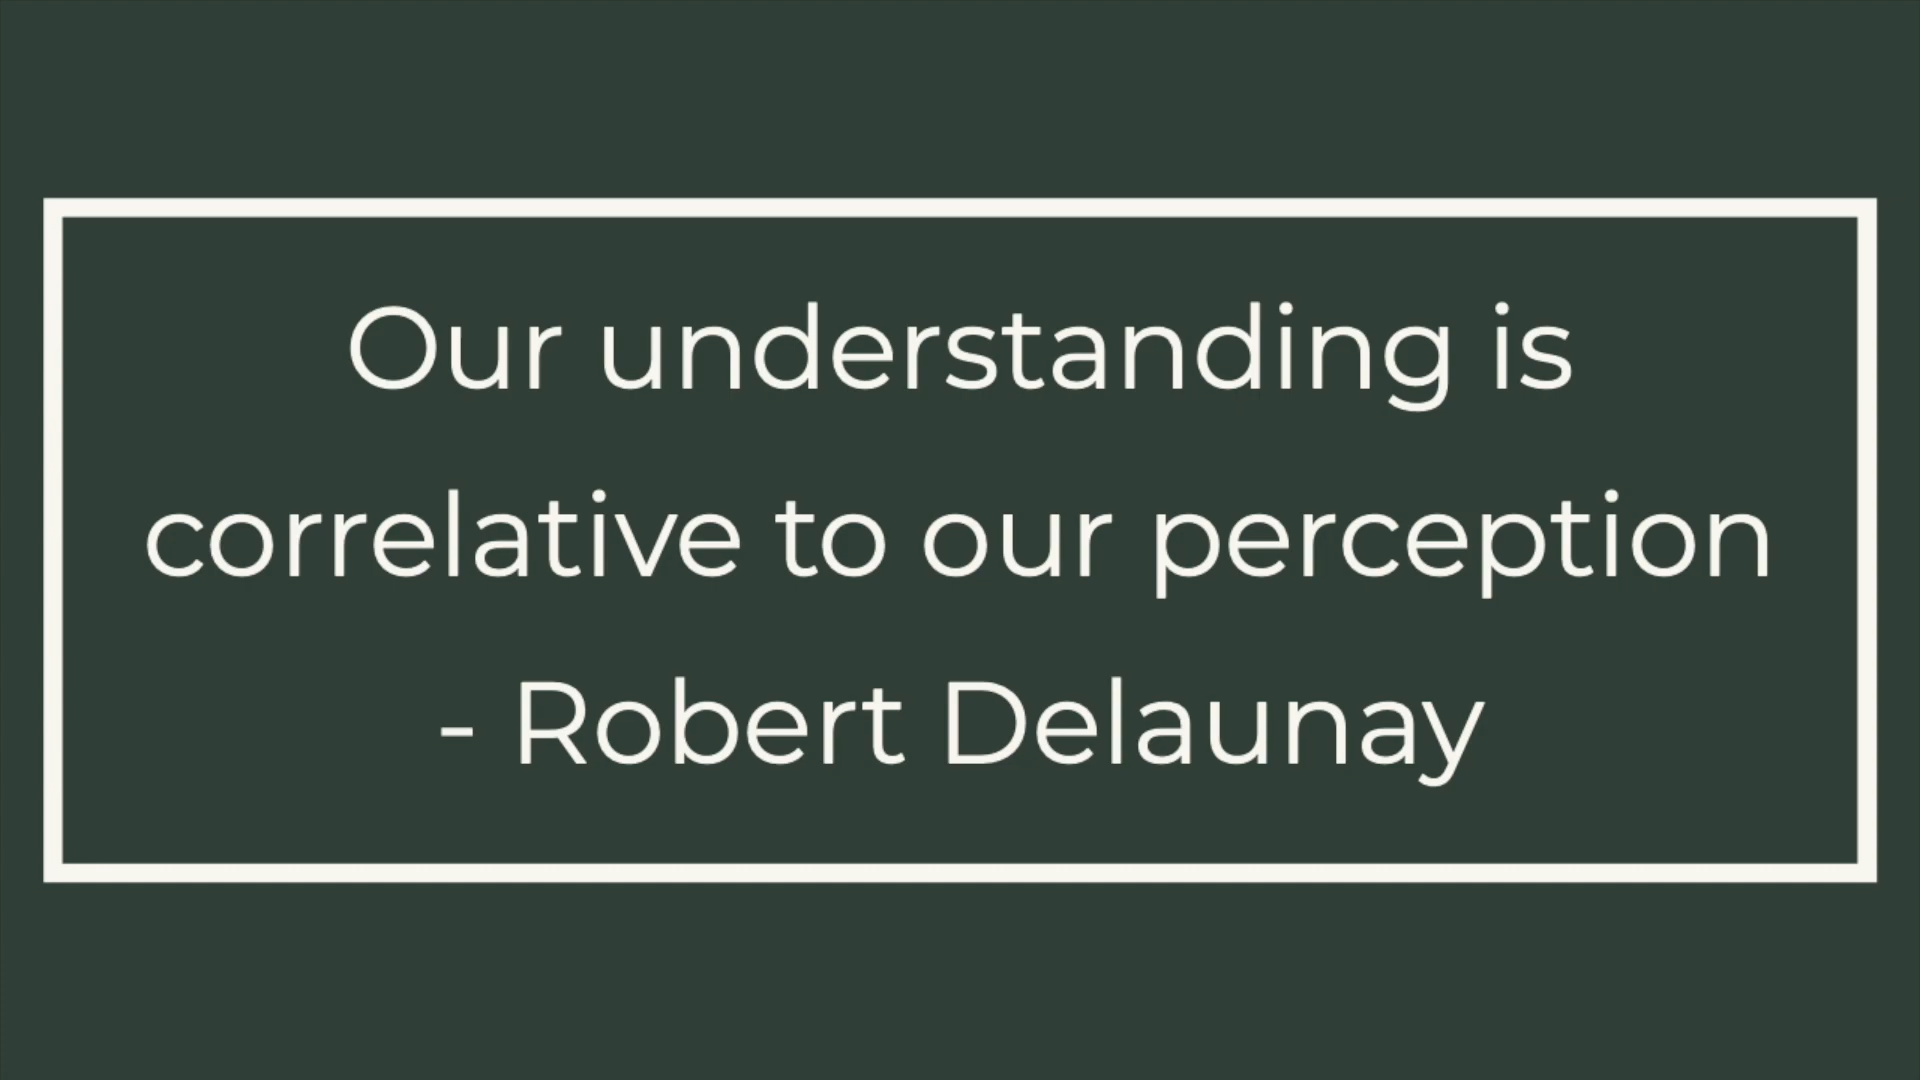 Our understanding is
correlative to our perception
- Robert Delaunay